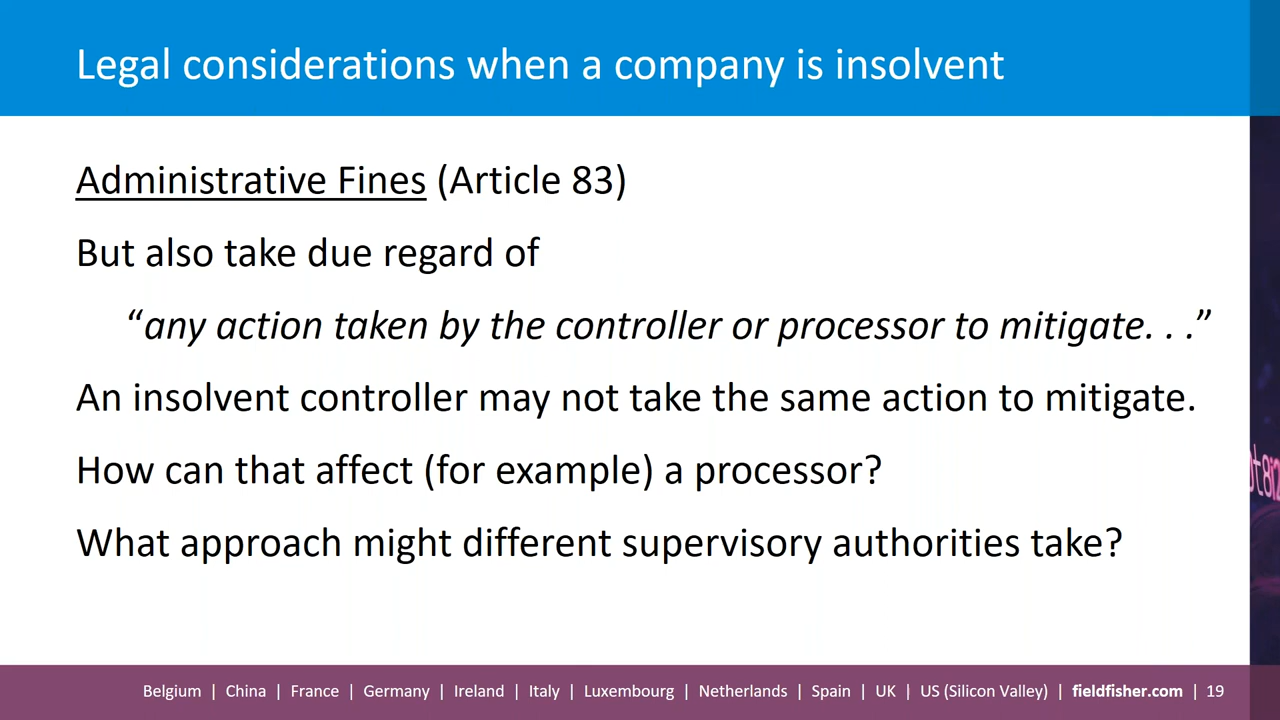 Legal considerations when a company is insolvent
Administrative Fines (Article 83)
But also take due regard of
“any action taken by the controller or processor to mitigate. . .”
An insolvent controller may not take the same action to mitigate.
How can that affect (for example) a processor?
What approach might different supervisory authorities take?
Belgium | China | France | Germany | Ireland | Italy | Luxembourg | Netherlands | Spain | UK | US (Silicon Valley) | fieldfisher.com | 19